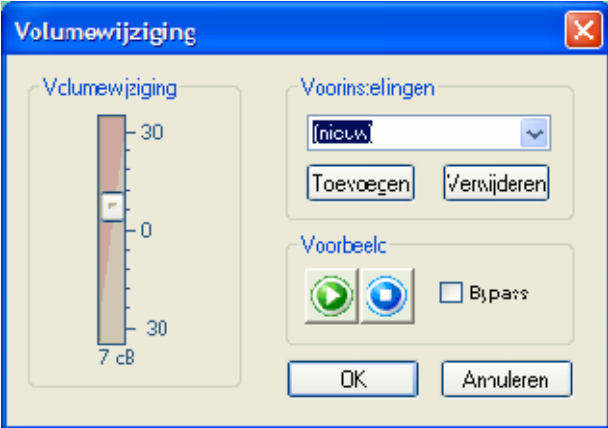 Volumewijziging
Volumewijziging
30
0
30
7 dB
Voorinstellingen
(nieuw)
Toevoegen
Verwijderen
Voorbeeld
Bypass
OK
Annuleren